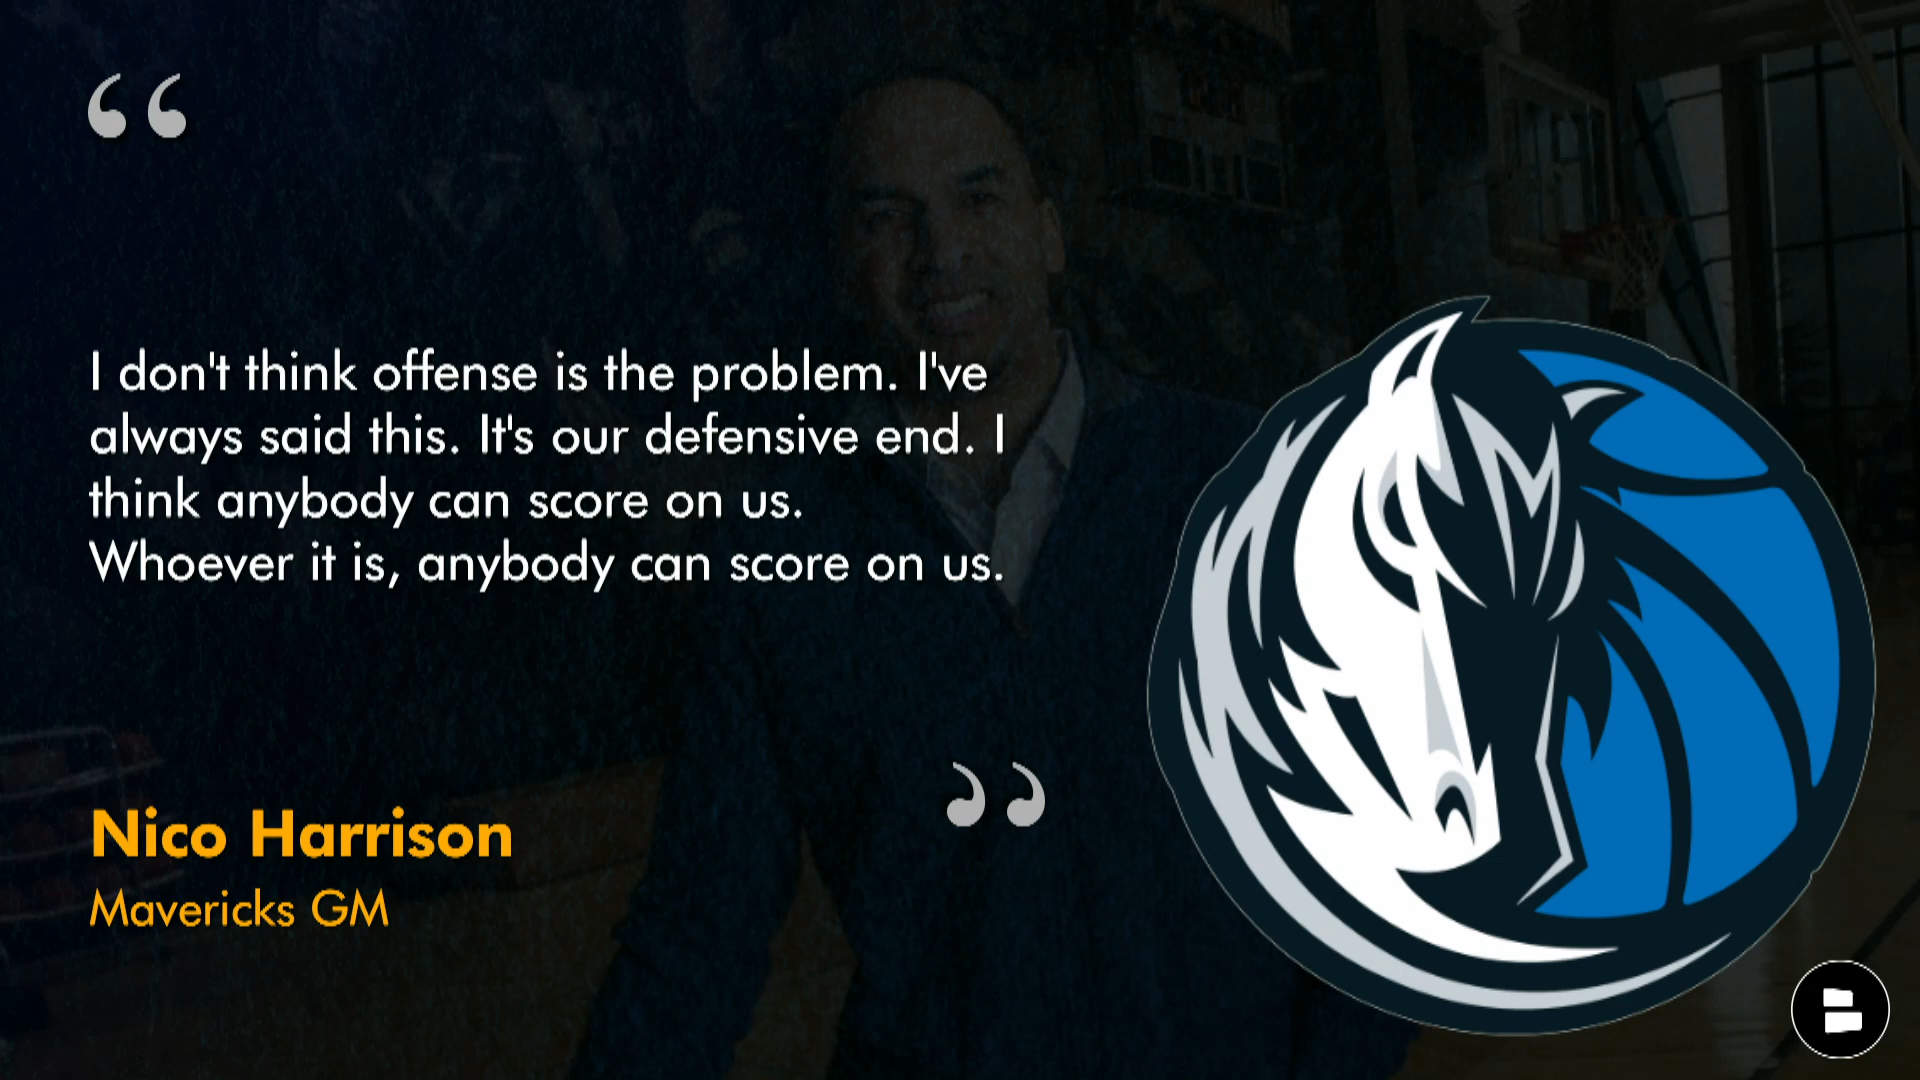 “
I don't think offense is the problem. I've
always said this. It's our defensive end. I
think anybody can score on us.
Whoever it is, anybody can score on us.
”
Nico Harrison
Mavericks GM